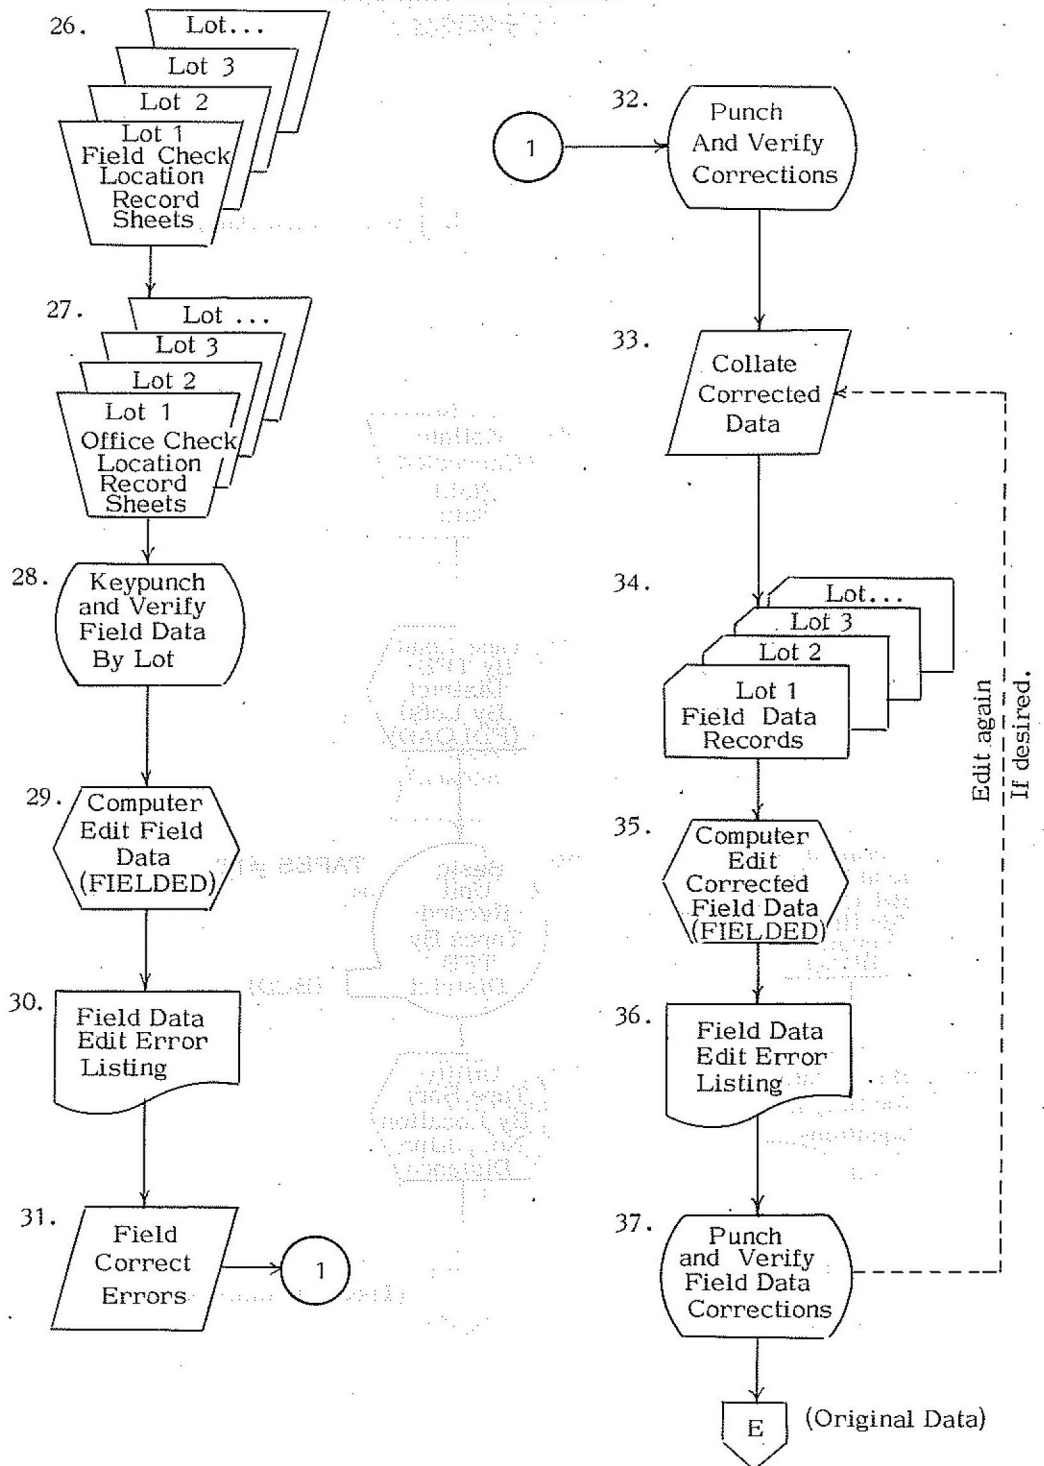 26.
Lot...
Lot 3
Lot 2
Lot 1
Field Check
Location
Record
Sheets
27.
Lot ...
Lot 3
Lot 2
Lot 1
Office Check
Location
Record
Sheets
28.
Keypunch
and Verify
Field Data
By Lot
29.
Computer
Edit Field
Data
(FIELDED)
30.
Field Data
Edit Error
Listing
31.
Field
Correct
Errors
1
1
32.
Punch
And Verify
Corrections
33.
Collate
Corrected
Data
34.
Lot...
Lot 3
Lot 2
Lot 1
Field Data
Records
35.
Computer
Edit
Corrected
Field Data
(FIELDED)
36.
Field Data
Edit Error
Listing
37.
Punch
and Verify
Field Data
Corrections
Edit again
If desired.
E
(Original Data)